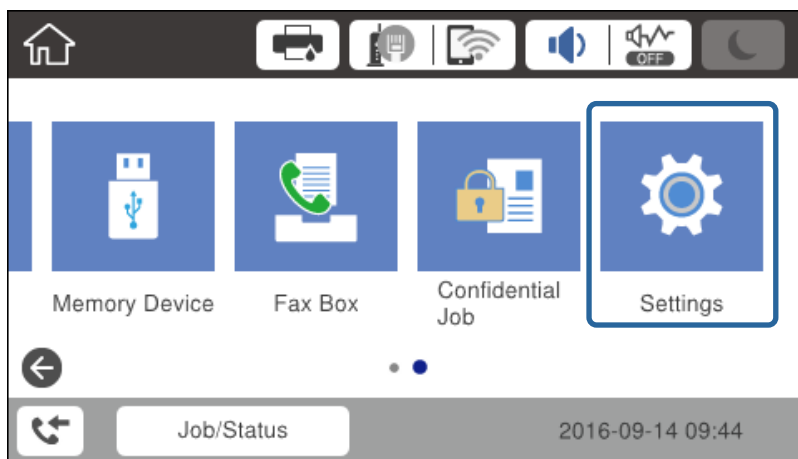 OFF
Memory Device
Fax Box
Confidential
Job
Settings
Job/Status
2016-09-14 09:44